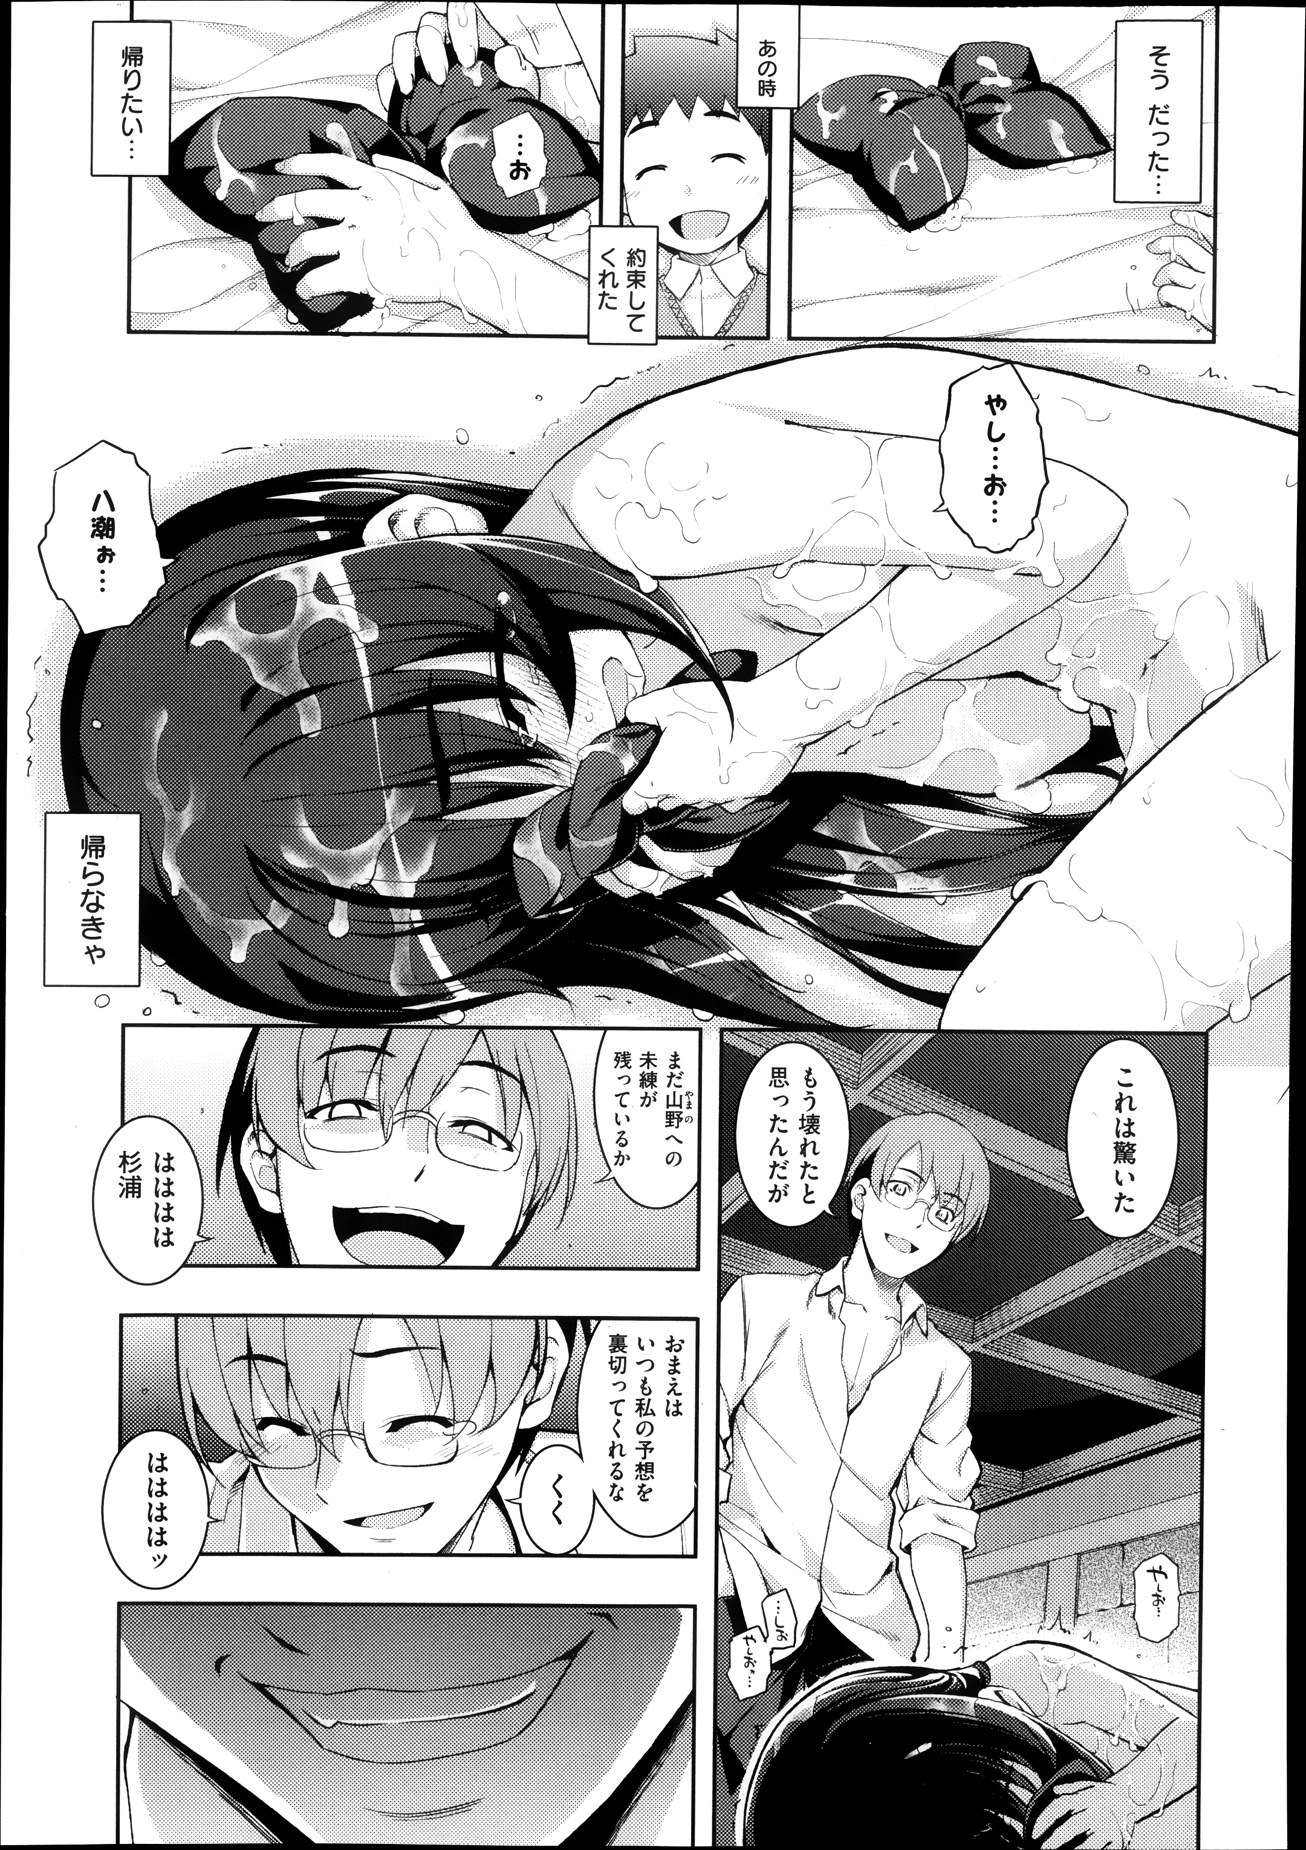 そう だった…
あの時
約束して
くれた
…お
帰りたい…
やし…お…
八潮ぉ…
帰らなきゃ
これは驚いた
もう壊れたと
思ったんだが
やしお…
…しお
やしおッ…
まだ山野への
やまの
未練が
残っているか
はははは
杉浦
おまえは
いつも私の予想を
裏切ってくれるな
くく
ははははッ